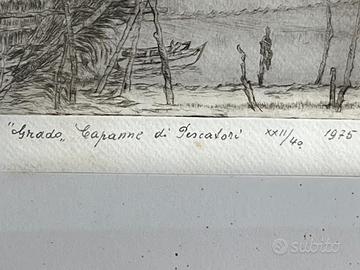 "Grado„ Capanne di Pescatori XXII/40 1975
subito